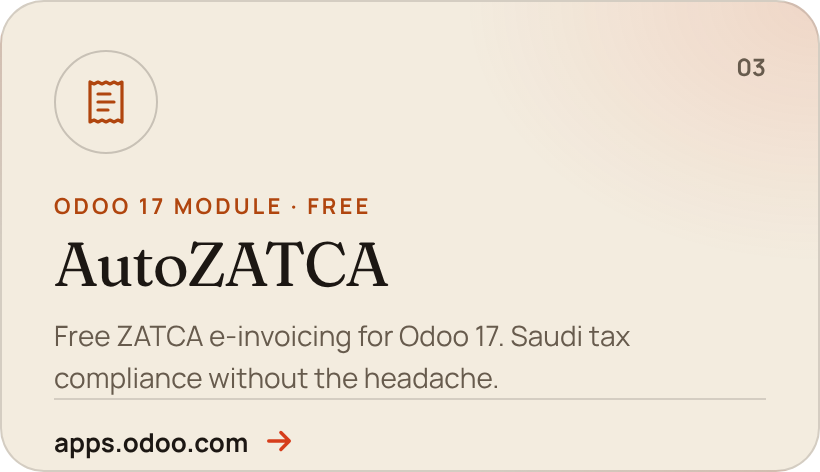 03
ODOO 17 MODULE · FREE
AutoZATCA
Free ZATCA e-invoicing for Odoo 17. Saudi tax
compliance without the headache.
apps.odoo.com →